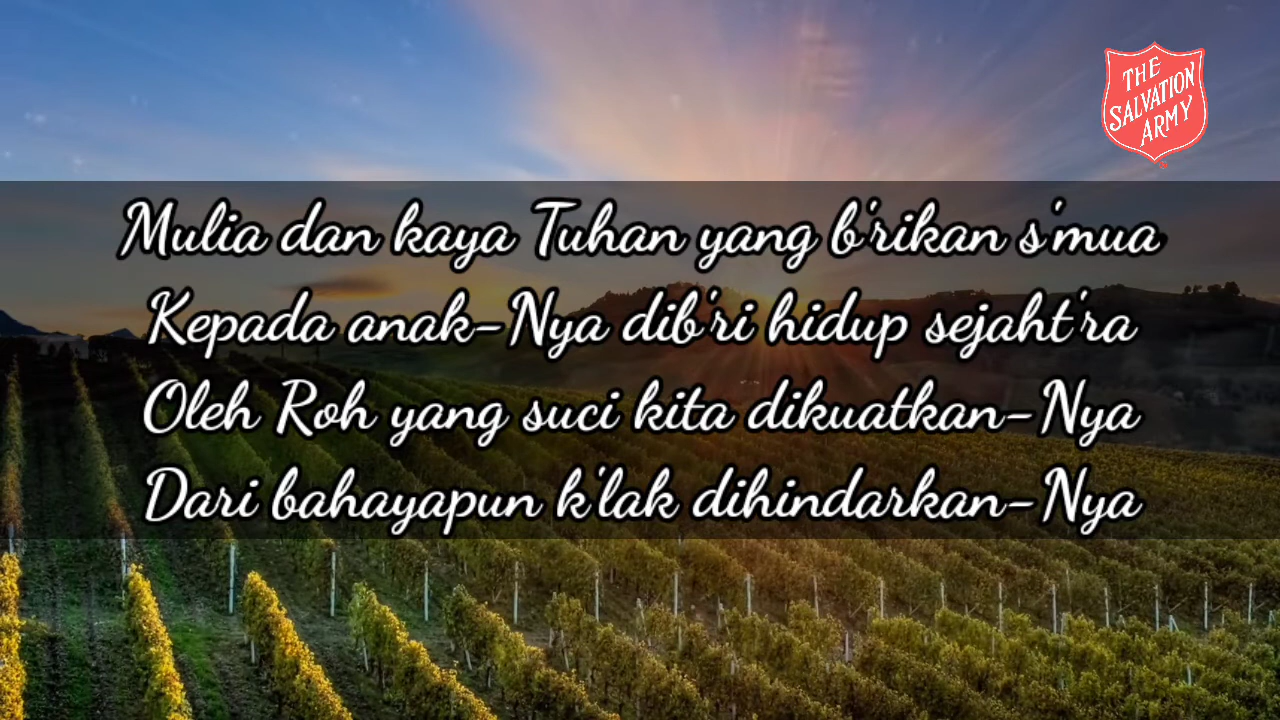 THE
SALVATION
ARMY
Mulia dan kaya Tuhan yang b'rikan s'mua
Kepada anak-Nya dib'ri hidup sejaht'ra
Oleh Roh yang suci kita dikuatkan-Nya
Dari bahayapun k'lak dihindarkan-Nya